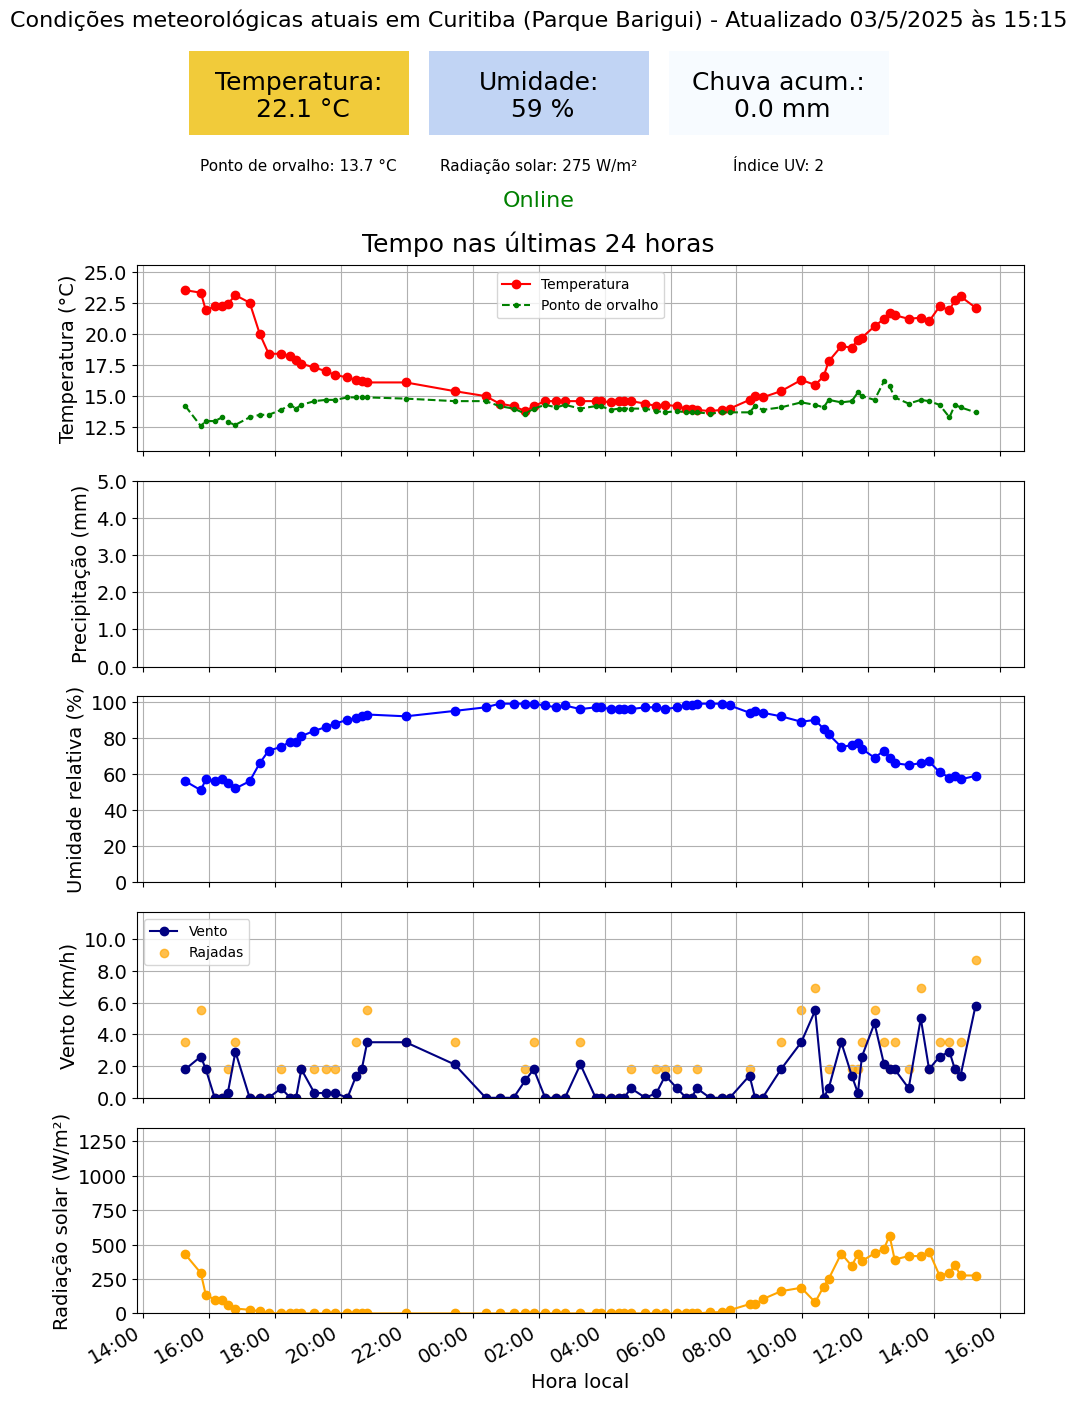 Condições meteorológicas atuais em Curitiba (Parque Barigui) - Atualizado 03/5/2025 às 15:15
Temperatura:
22.1 °C
Umidade:
59 %
Chuva acum.:
0.0 mm
Ponto de orvalho: 13.7 °C
Radiação solar: 275 W/m²
Índice UV: 2
Online
Tempo nas últimas 24 horas
Temperatura (°C)
25.0
22.5
20.0
17.5
15.0
12.5
Temperatura
Ponto de orvalho
Precipitação (mm)
5.0
4.0
3.0
2.0
1.0
0.0
Umidade relativa (%)
100
80
60
40
20
0
Vento (km/h)
10.0
8.0
6.0
4.0
2.0
0.0
Vento
Rajadas
Radiação solar (W/m²)
1250
1000
750
500
250
0
14:00
16:00
18:00
20:00
22:00
00:00
02:00
04:00
06:00
08:00
10:00
12:00
14:00
16:00
Hora local